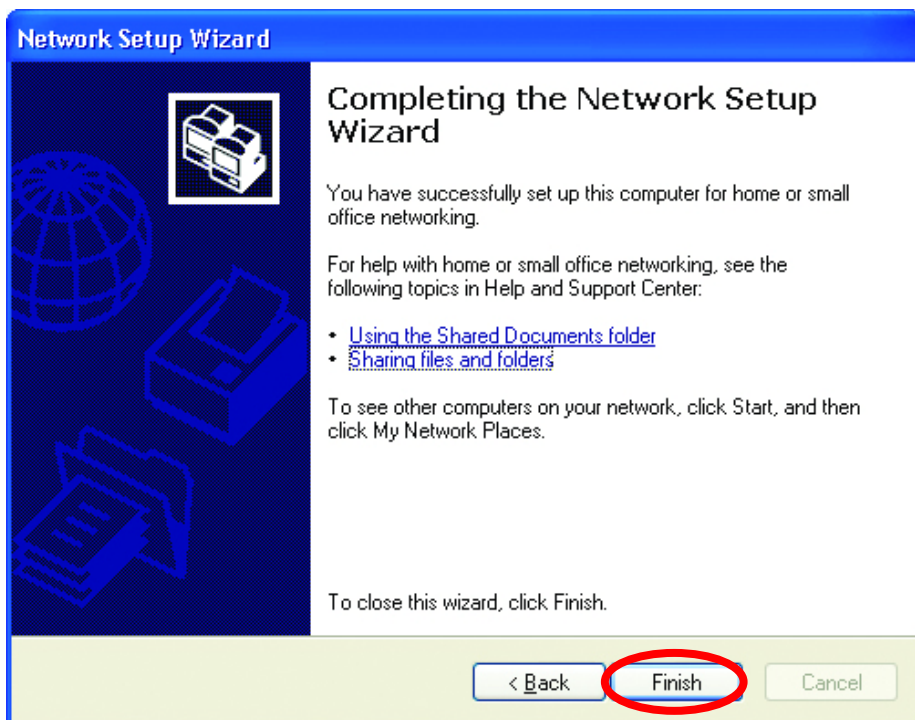 Network Setup Wizard
Completing the Network Setup
Wizard
You have successfully set up this computer for home or small
office networking.
For help with home or small office networking, see the
following topics in Help and Support Center:
• Using the Shared Documents folder
• Sharing files and folders
To see other computers on your network, click Start, and then
click My Network Places.
To close this wizard, click Finish.
< Back Finish Cancel